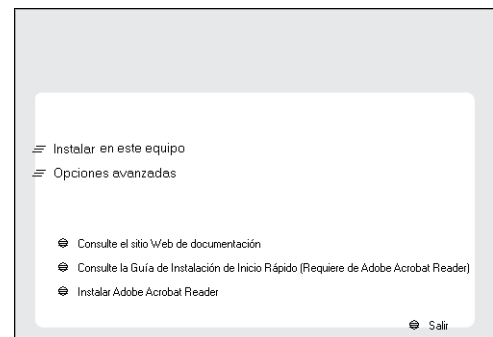 Instalar en este equipo
Opciones avanzadas
Consulte el sitio Web de documentación
Consulte la Guía de Instalación de Inicio Rápido (Requiere de Adobe Acrobat Reader)
Instalar Adobe Acrobat Reader
Salir